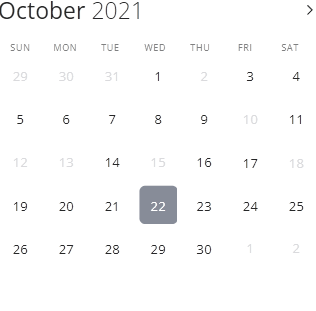 October 2021
SUN MON TUE WED THU FRI SAT
29 30 31 1 2 3 4
5 6 7 8 9 10 11
12 13 14 15 16 17 18
19 20 21 22 23 24 25
26 27 28 29 30 1 2